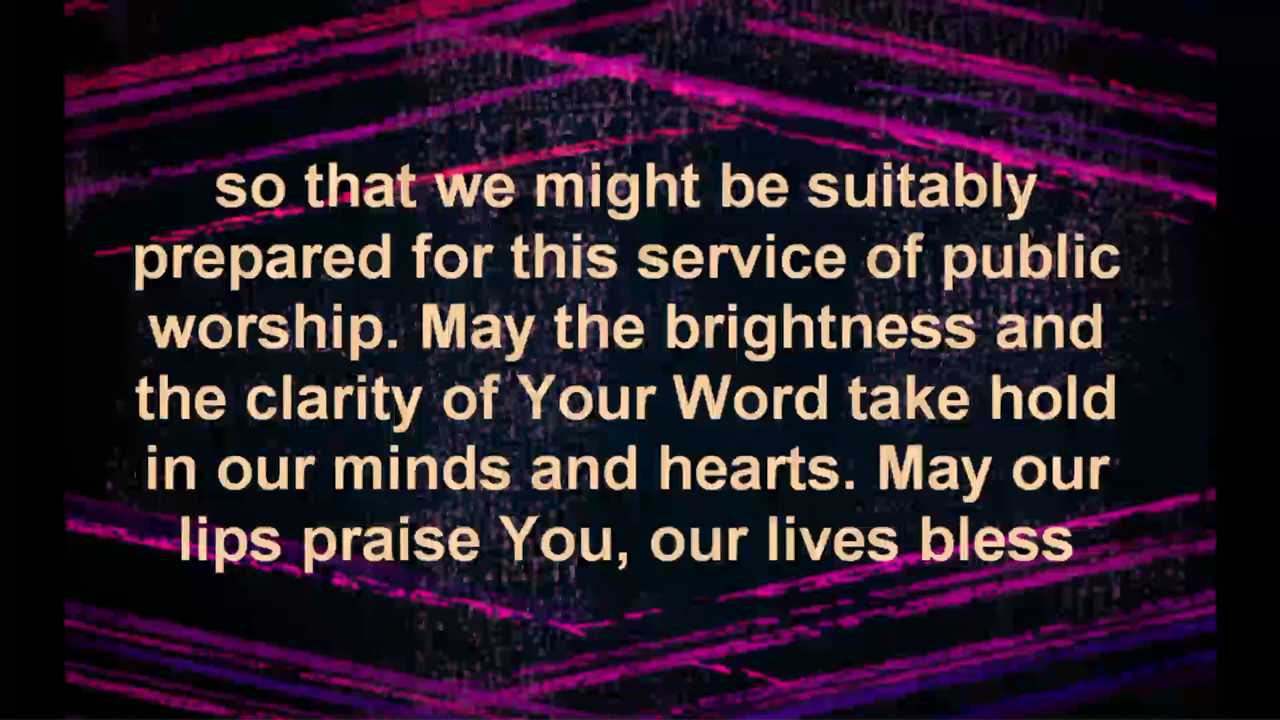 so that we might be suitably
prepared for this service of public
worship. May the brightness and
the clarity of Your Word take hold
in our minds and hearts. May our
lips praise You, our lives bless